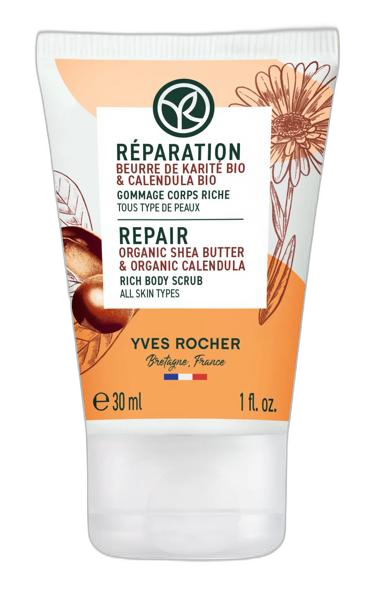 RÉPARATION
BEURRE DE KARITÉ BIO
& CALENDULA BIO
GOMMAGE CORPS RICHE
TOUS TYPE DE PEAUX
REPAIR
ORGANIC SHEA BUTTER
& ORGANIC CALENDULA
RICH BODY SCRUB
ALL SKIN TYPES
YVES ROCHER
Bretagne, France
℮ 30 ml 1 fl. oz.